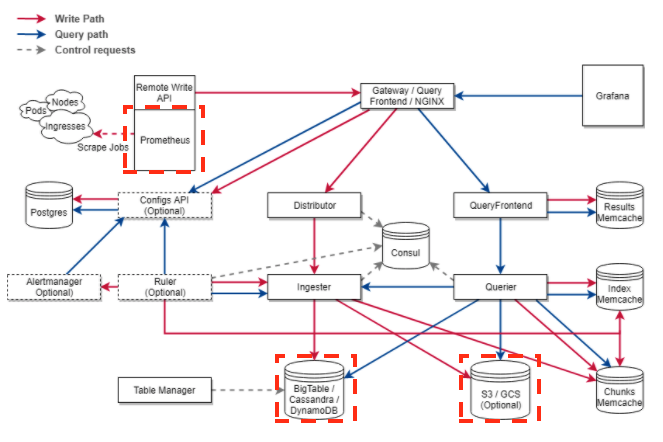 Write Path
Query path
Control requests
Remote Write
API
Gateway / Query
Frontend / NGINX
Grafana
Nodes
Pods
Ingresses
Scrape Jobs
Prometheus
Postgres
Configs API
(Optional)
Distributor
QueryFrontend
Results
Memcache
Consul
Alertmanager
Optional)
Ruler
(Optional)
Ingester
Querier
Index
Memcache
Table Manager
BigTable /
Cassandra /
DynamoDB
S3 / GCS
(Optional)
Chunks
Memcache